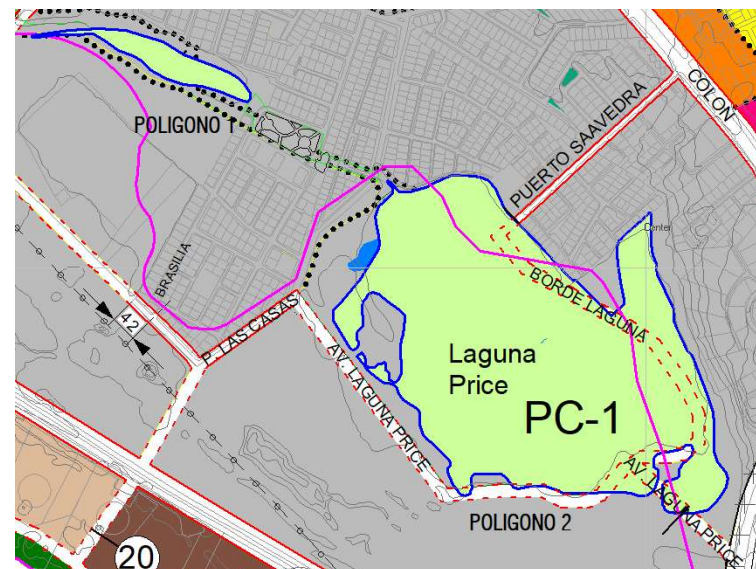 COLON
PUERTO SAAVEDRA
POLIGONO 1
Center
BRASILIA
BORDE LAGUNA
P. LAS CASAS
42
AV. LAGUNA PRICE
Laguna
Price
PC-1
AV. LAGUNA PRICE
POLIGONO 2
20